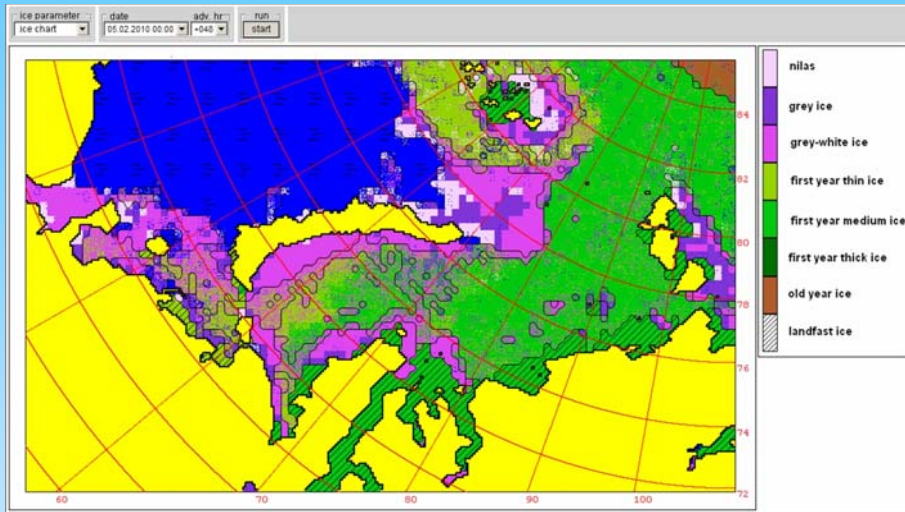 ice parameter
ice chart
date
05.02.2010 00:00
adv. hr
+048
run
start
nilas
grey ice
grey-white ice
first year thin ice
first year medium ice
first year thick ice
old year ice
landfast ice
84
82
80
78
76
74
72
60
70
80
90
100